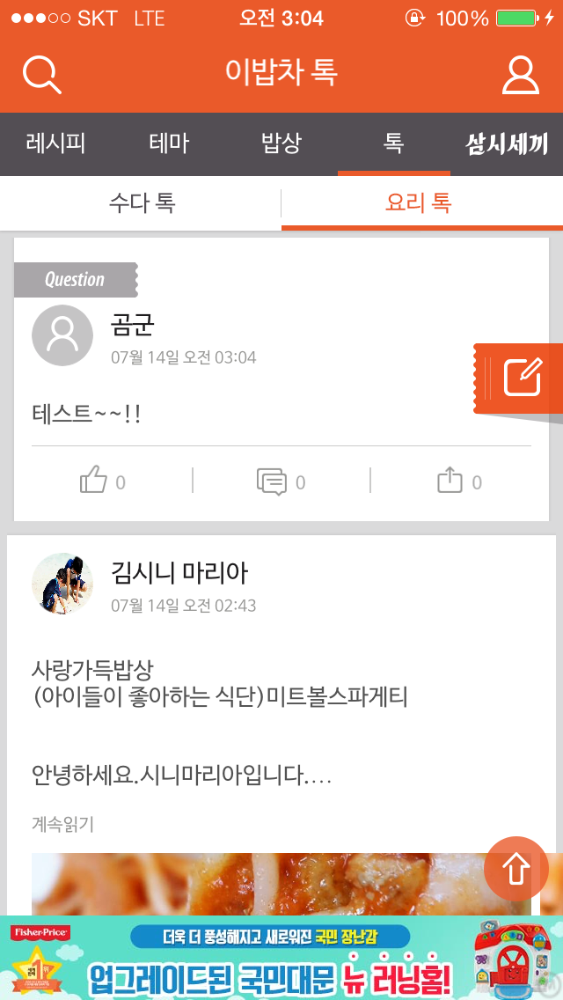 SKT LTE 오전 3:04 100%
이밥차 톡
레시피 테마 밥상 톡 삼시세끼
수다 톡 요리 톡
Question
곰군
07월 14일 오전 03:04
테스트~~!!
0 0 0
김시니 마리아
07월 14일 오전 02:43
사랑가득밥상
(아이들이 좋아하는 식단)미트볼스파게티
안녕하세요.시니마리아입니다....
계속읽기
Fisher-Price
더욱 더 풍성해지고 새로워진 국민 장난감
업그레이드된 국민대문 뉴 러닝홈!